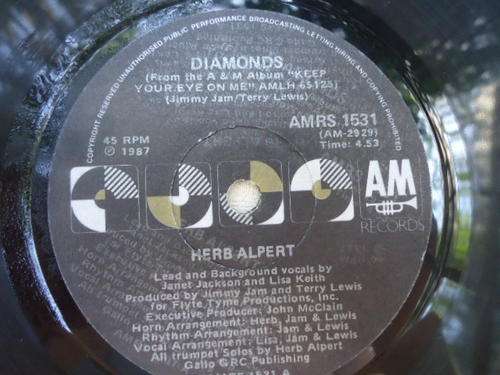 COPYRIGHT RESERVED UNAUTHORISED PUBLIC PERFORMANCE BROADCASTING LETTING HIRING AND COPYING PROHIBITED
DIAMONDS
(From the A & M Album "KEEP
YOUR EYE ON ME" AMLH 65125)
(Jimmy Jam/Terry Lewis)
45 RPM
℗ 1987
AMRS 1531
(AM-2929)
Time: 4.53
AM
RECORDS
HERB ALPERT
Lead and Background vocals by
Janet Jackson and Lisa Keith
Produced by Jimmy Jam and Terry Lewis
for Flyte Tyme Productions, Inc.
Executive Producer: John McClain
Horn Arrangement: Herb, Jam & Lewis
Rhythm Arrangement: Jam & Lewis
Vocal Arrangement: Lisa, Jam & Lewis
All trumpet Solos by Herb Alpert
Gallo GRC Publishing
1531 A